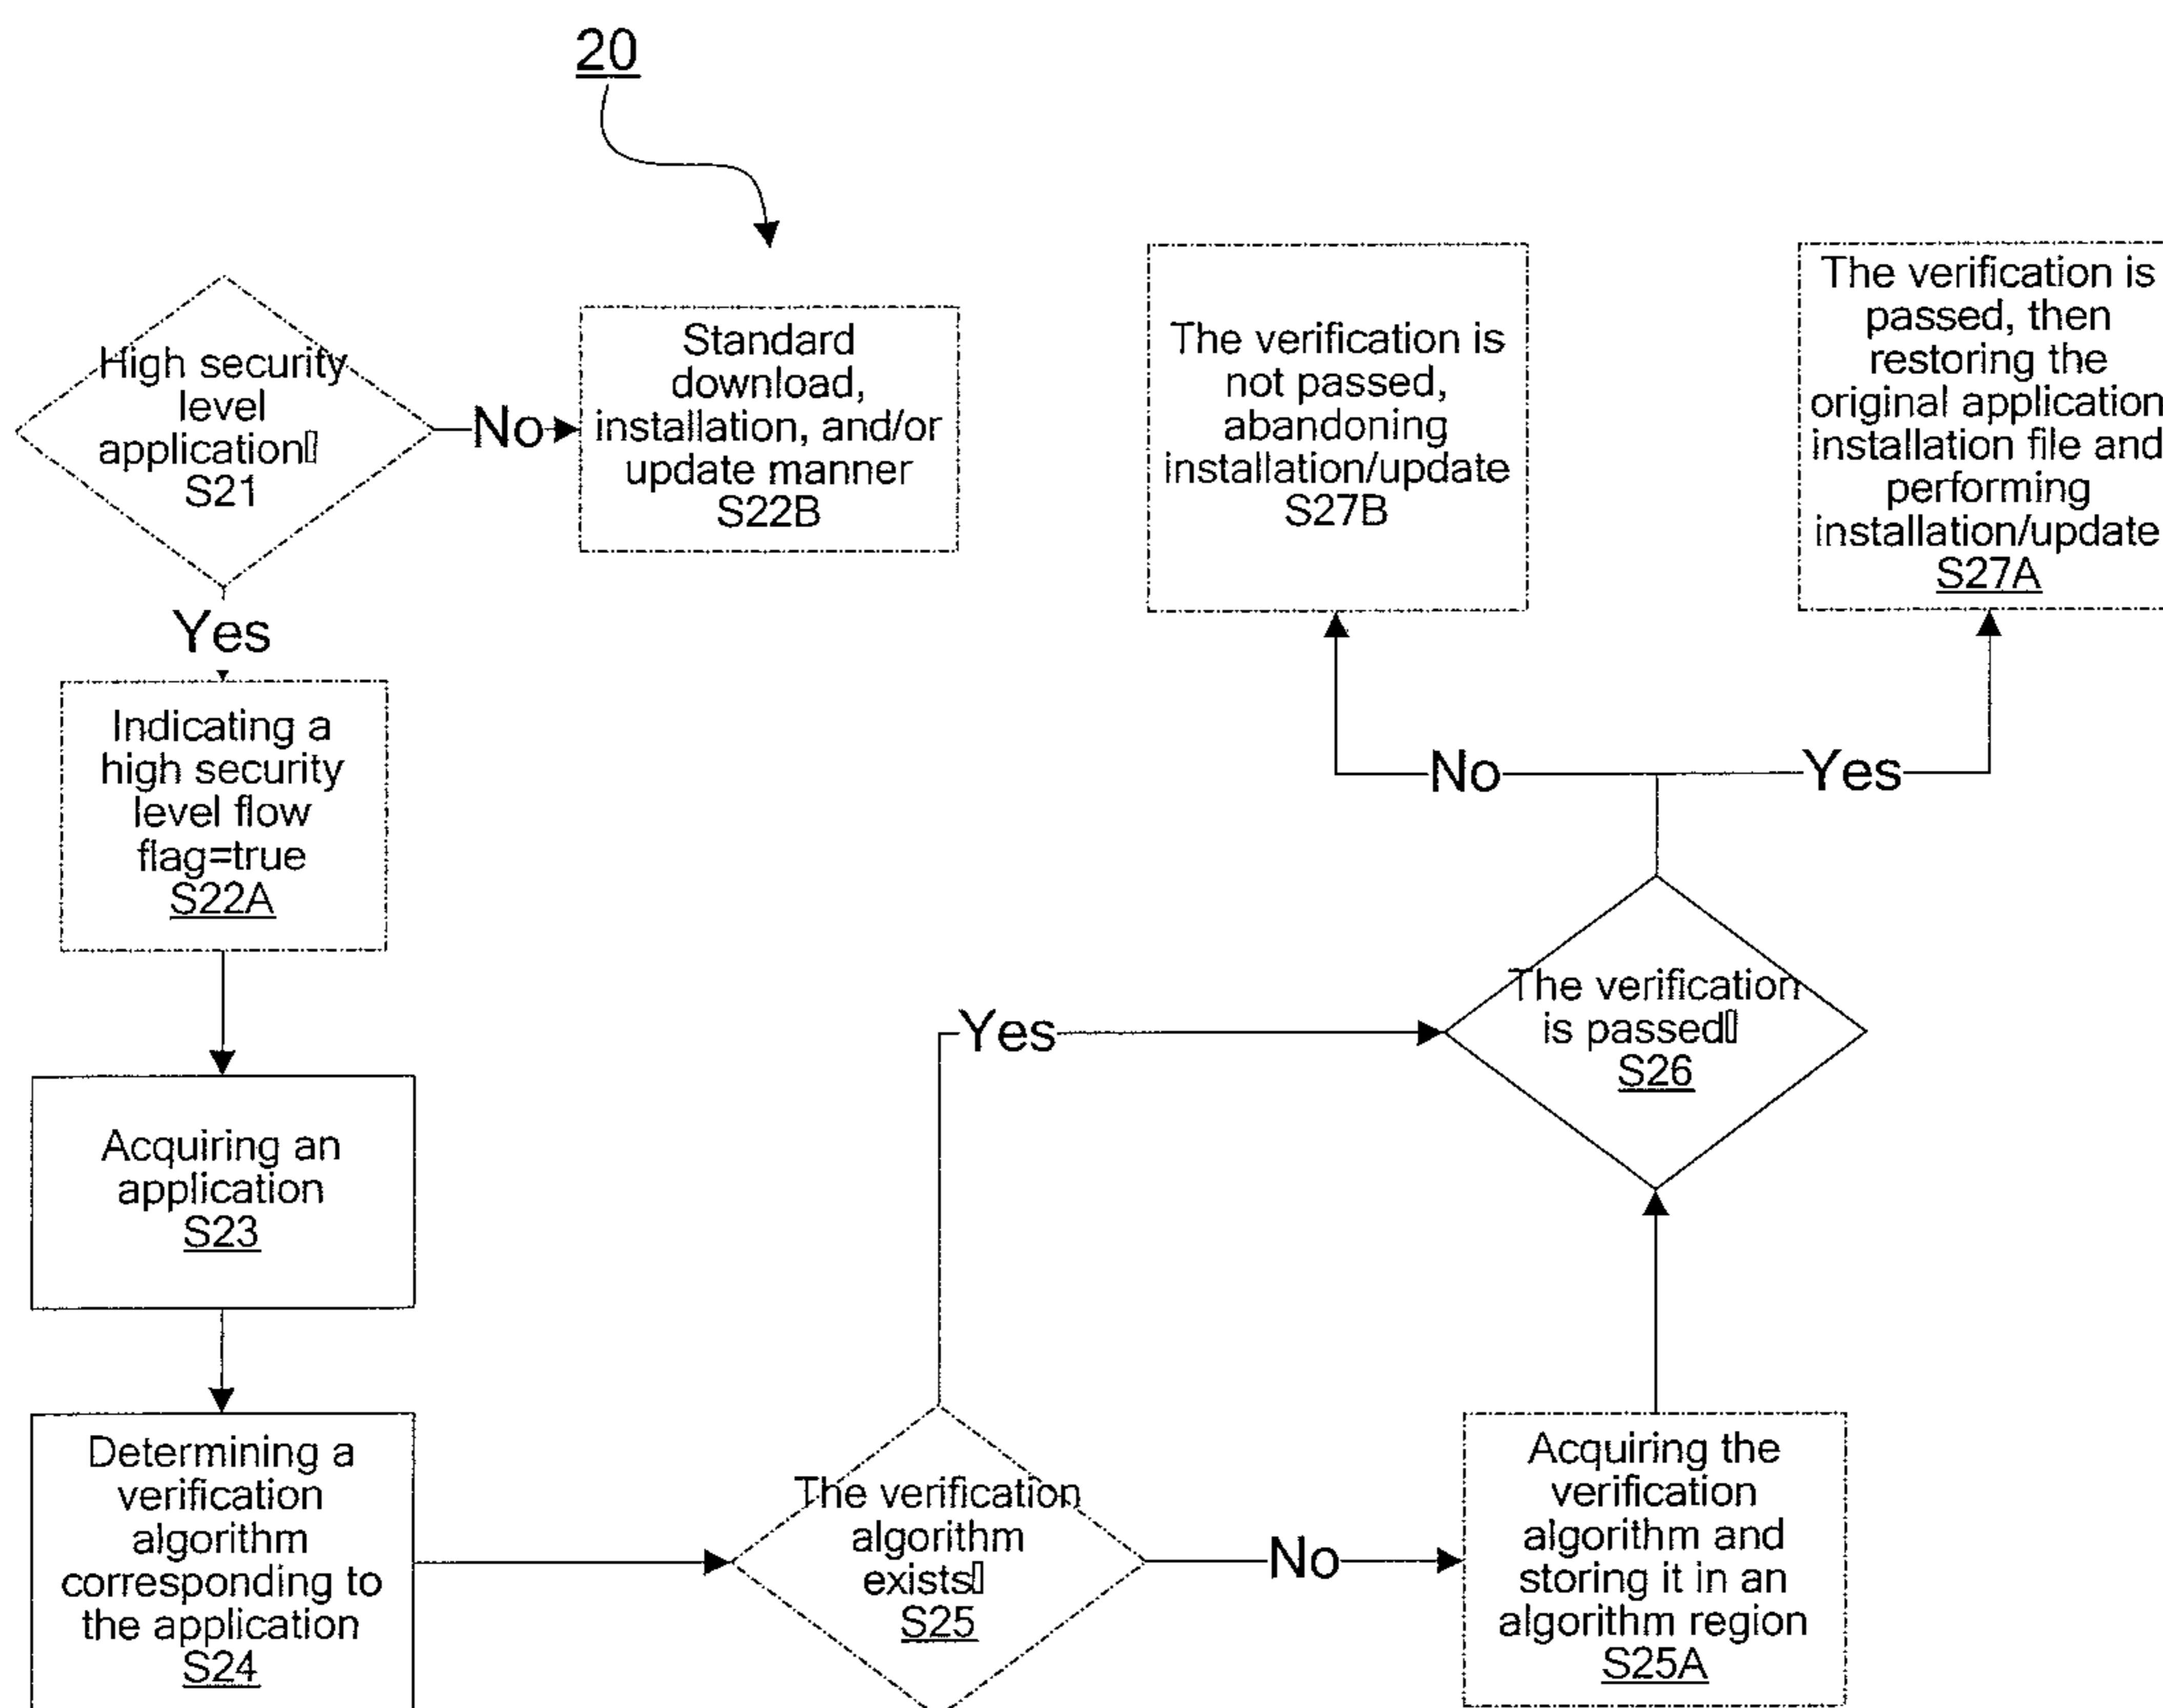 20
High security
level
application▯
S21
No
Standard
download,
installation, and/or
update manner
S22B
Yes
Indicating a
high security
level flow
flag=true
S22A
Acquiring an
application
S23
Determining a
verification
algorithm
corresponding to
the application
S24
The verification
algorithm
exists▯
S25
Yes
No
Acquiring the
verification
algorithm and
storing it in an
algorithm region
S25A
The verification
is passed▯
S26
No
Yes
The verification is
not passed,
abandoning
installation/update
S27B
The verification is
passed, then
restoring the
original application
installation file and
performing
installation/update
S27A